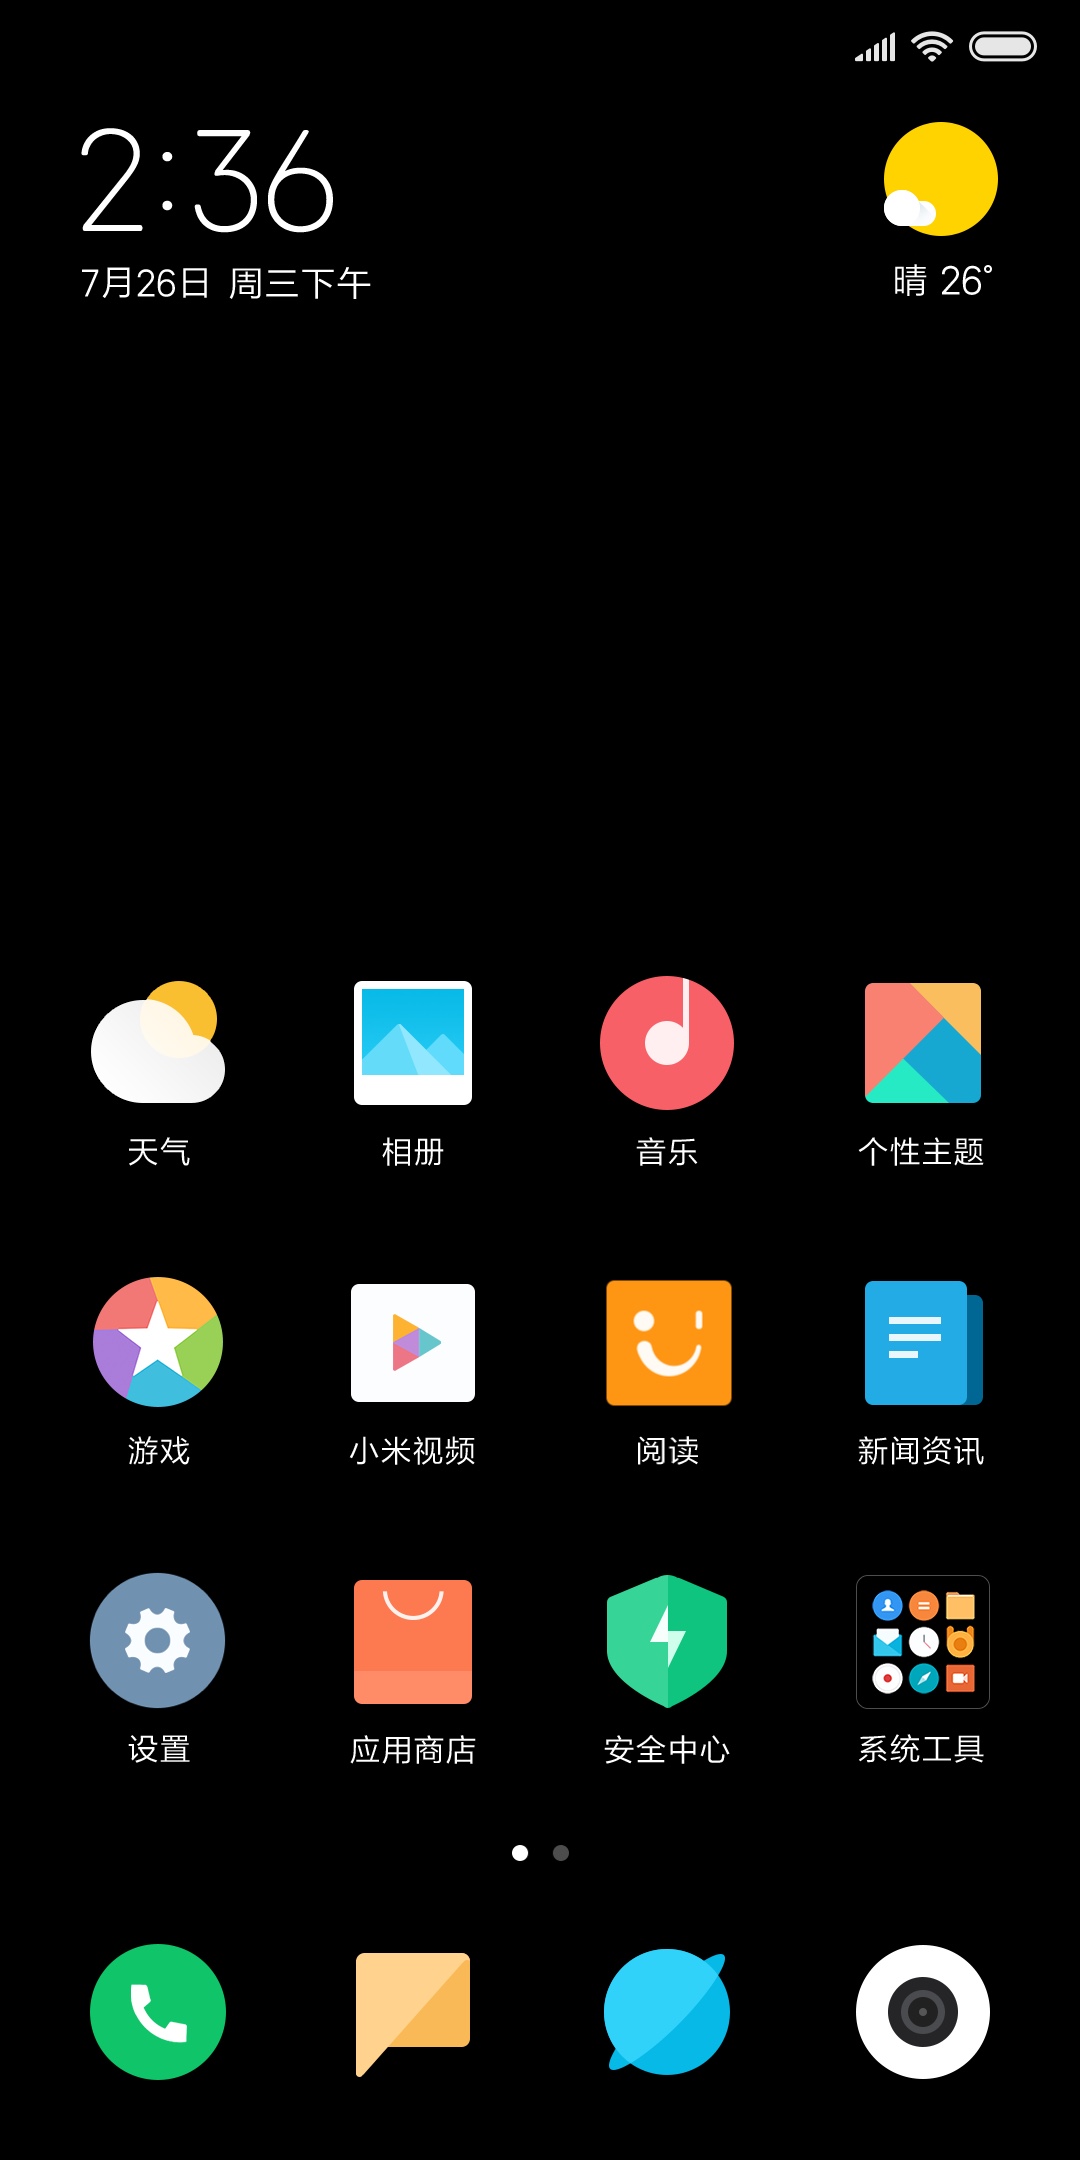 2:36
7月26日 周三下午
晴 26°
天气
相册
音乐
个性主题
游戏
小米视频
阅读
新闻资讯
设置
应用商店
安全中心
系统工具